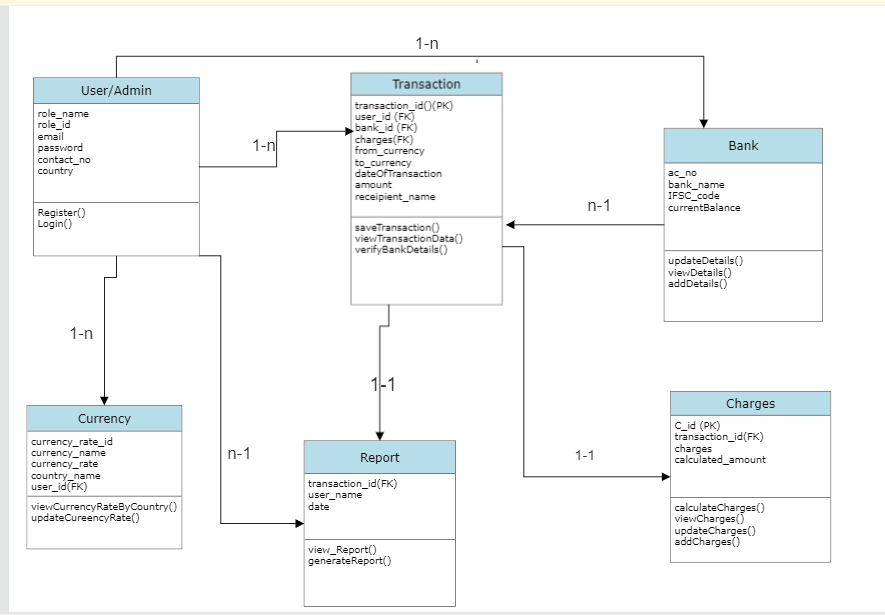 1-n
User/Admin
role_name
role_id
email
password
contact_no
country
Register()
Login()
1-n
Transaction
transaction_id()(PK)
user_id (FK)
bank_id (FK)
charges(FK)
from_currency
to_currency
dateOfTransaction
amount
receipient_name
saveTransaction()
viewTransactionData()
verifyBankDetails()
n-1
Bank
ac_no
bank_name
IFSC_code
currentBalance
updateDetails()
viewDetails()
addDetails()
1-n
1-1
n-1
1-1
Currency
currency_rate_id
currency_name
currency_rate
country_name
user_id(FK)
viewCurrencyRateByCountry()
updateCureencyRate()
Report
transaction_id(FK)
user_name
date
view_Report()
generateReport()
Charges
C_id (PK)
transaction_id(FK)
charges
calculated_amount
calculateCharges()
viewCharges()
updateCharges()
addCharges()